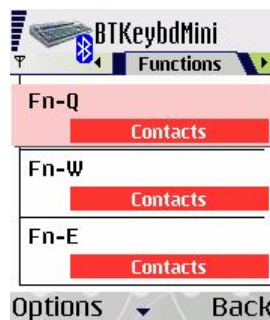 BTKeybdMini
Functions
Fn-Q
Contacts
Fn-W
Contacts
Fn-E
Contacts
Options
Back